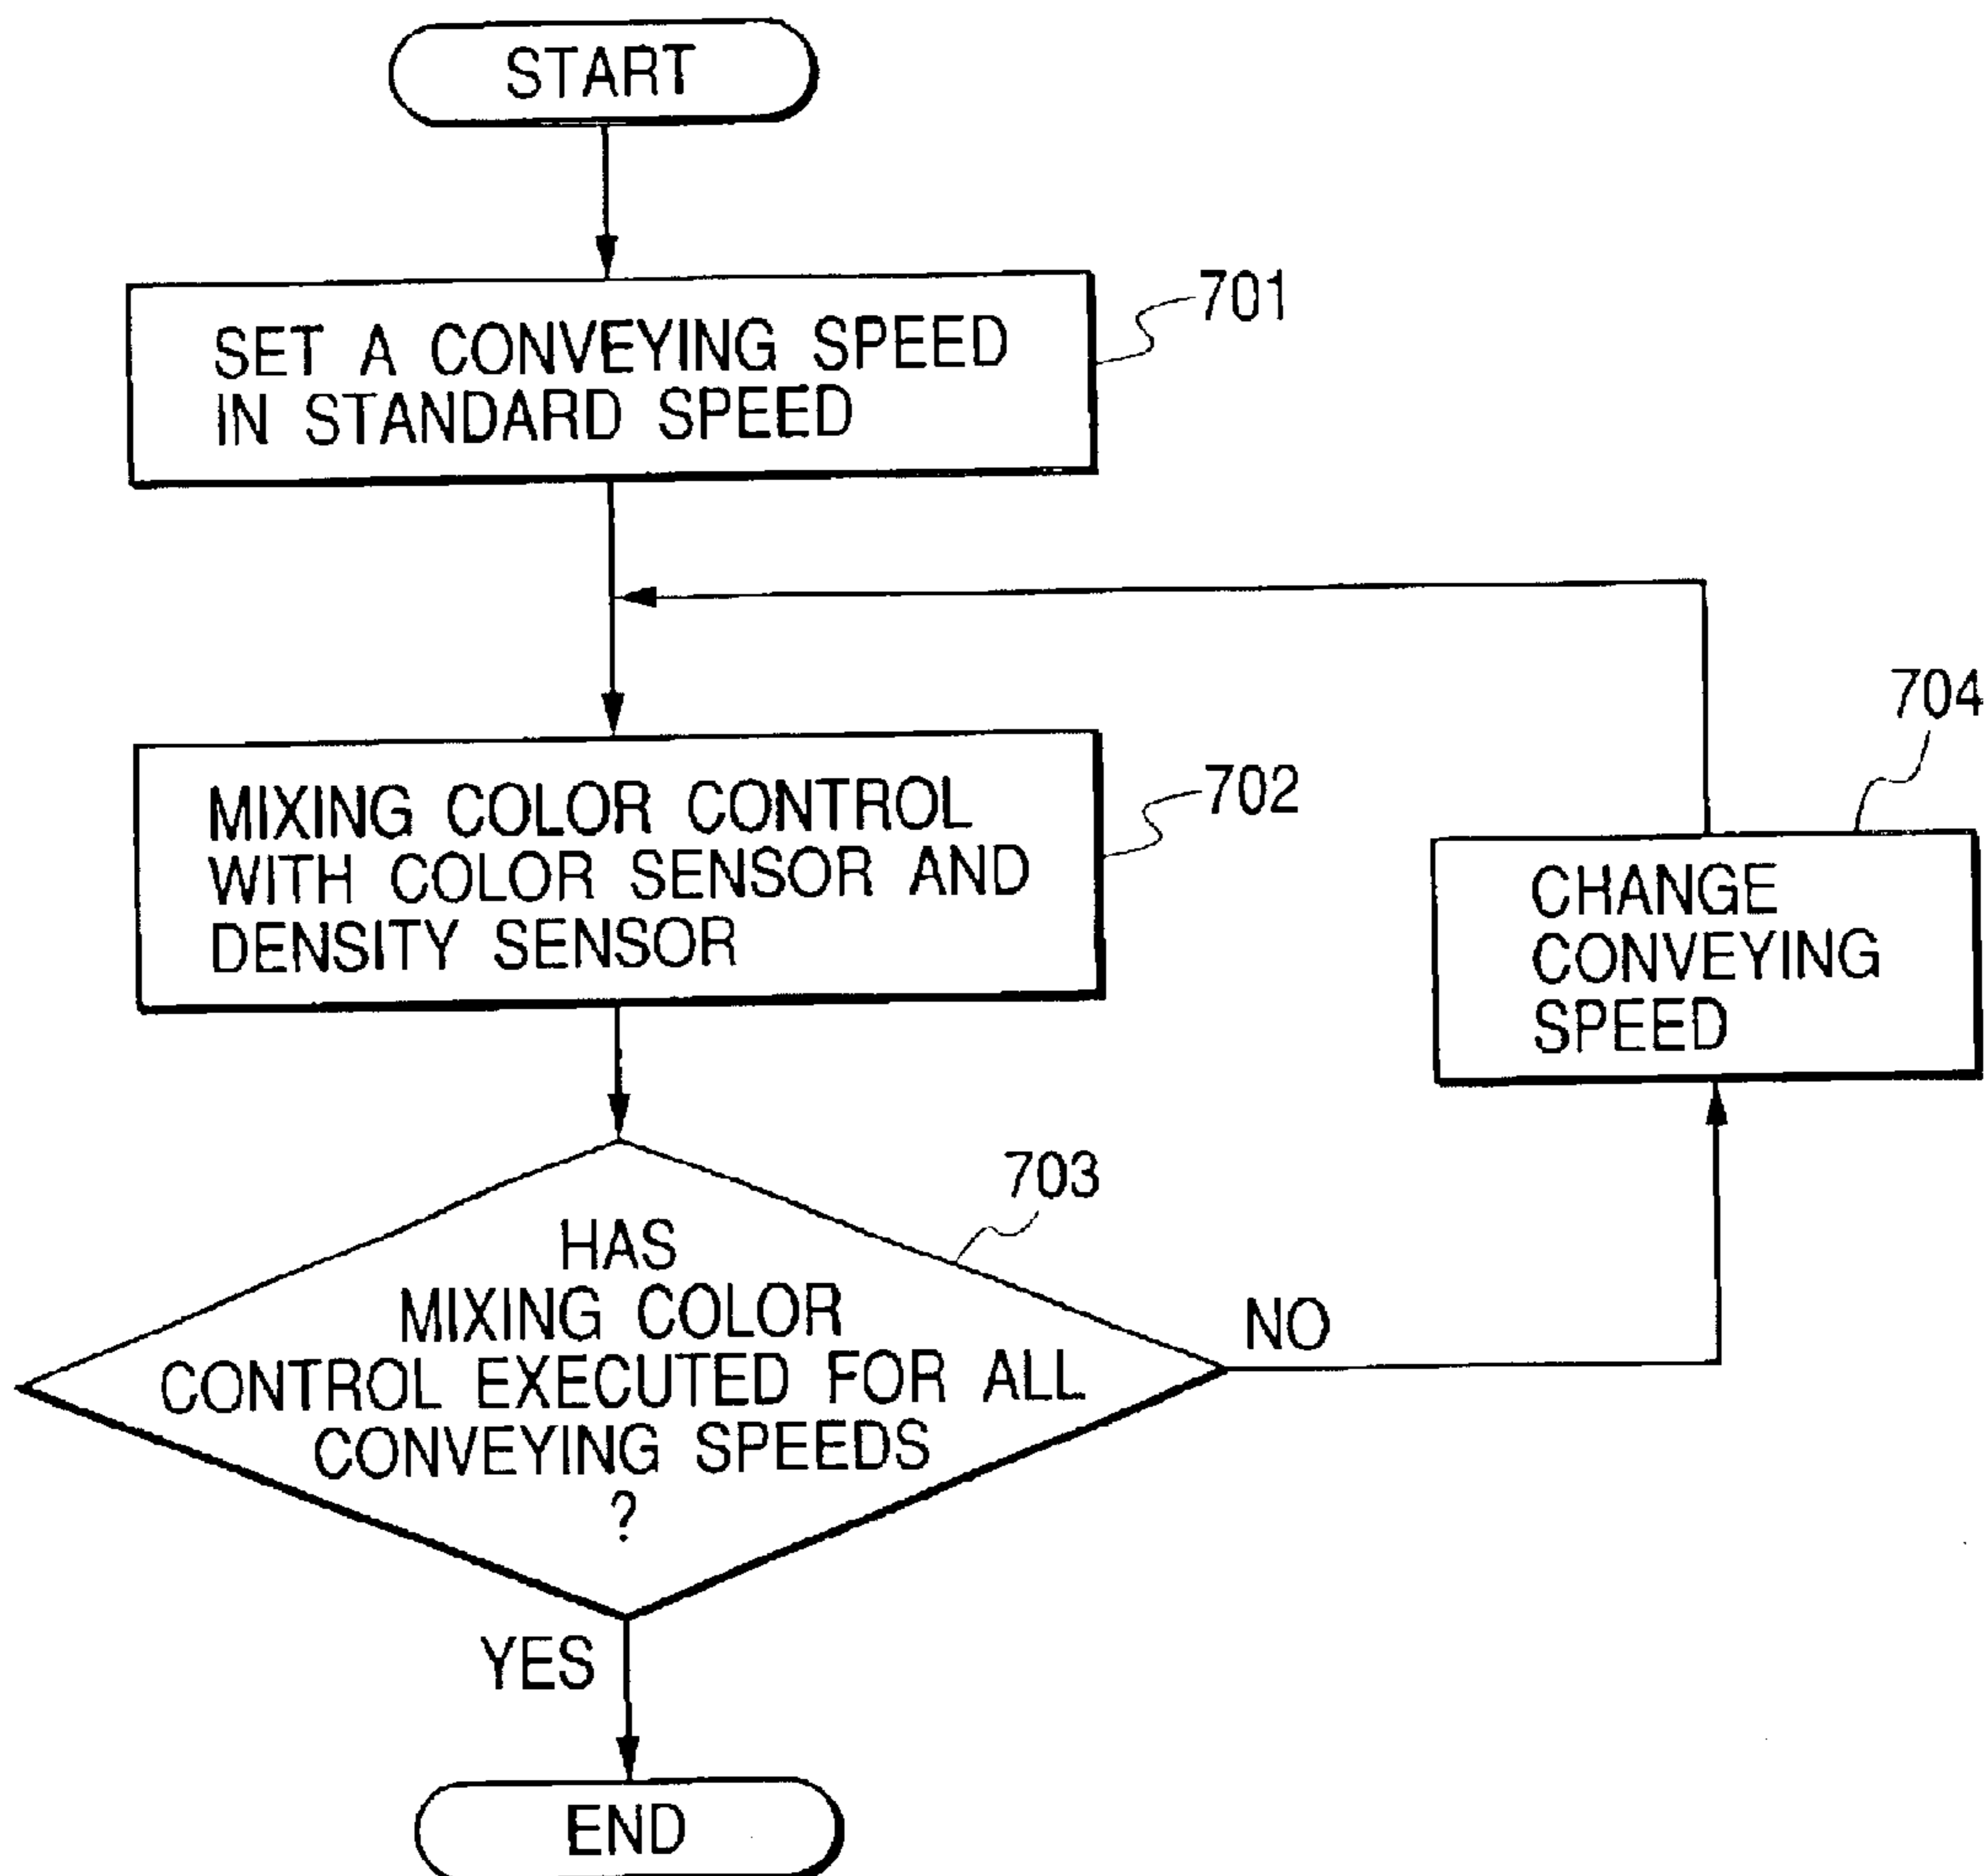 START
701
SET A CONVEYING SPEED
IN STANDARD SPEED
702
MIXING COLOR CONTROL
WITH COLOR SENSOR AND
DENSITY SENSOR
704
CHANGE
CONVEYING
SPEED
703
HAS
MIXING COLOR
CONTROL EXECUTED FOR ALL
CONVEYING SPEEDS
?
NO
YES
END